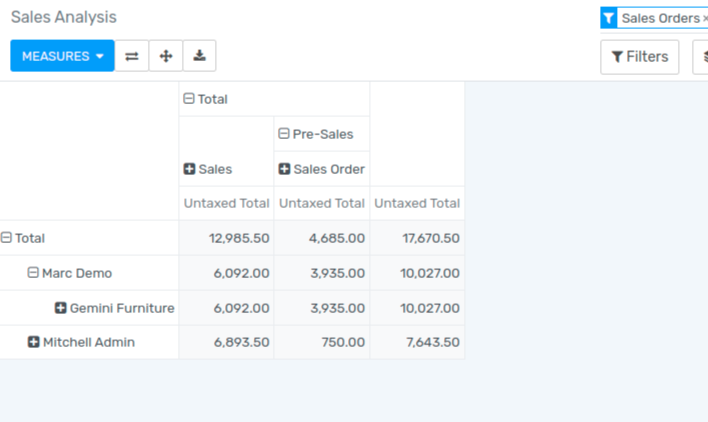 Sales Analysis
Sales Orders ×
MEASURES
Filters
Total
Pre-Sales
Sales Sales Order
Untaxed Total Untaxed Total Untaxed Total
Total 12,985.50 4,685.00 17,670.50
Marc Demo 6,092.00 3,935.00 10,027.00
Gemini Furniture 6,092.00 3,935.00 10,027.00
Mitchell Admin 6,893.50 750.00 7,643.50